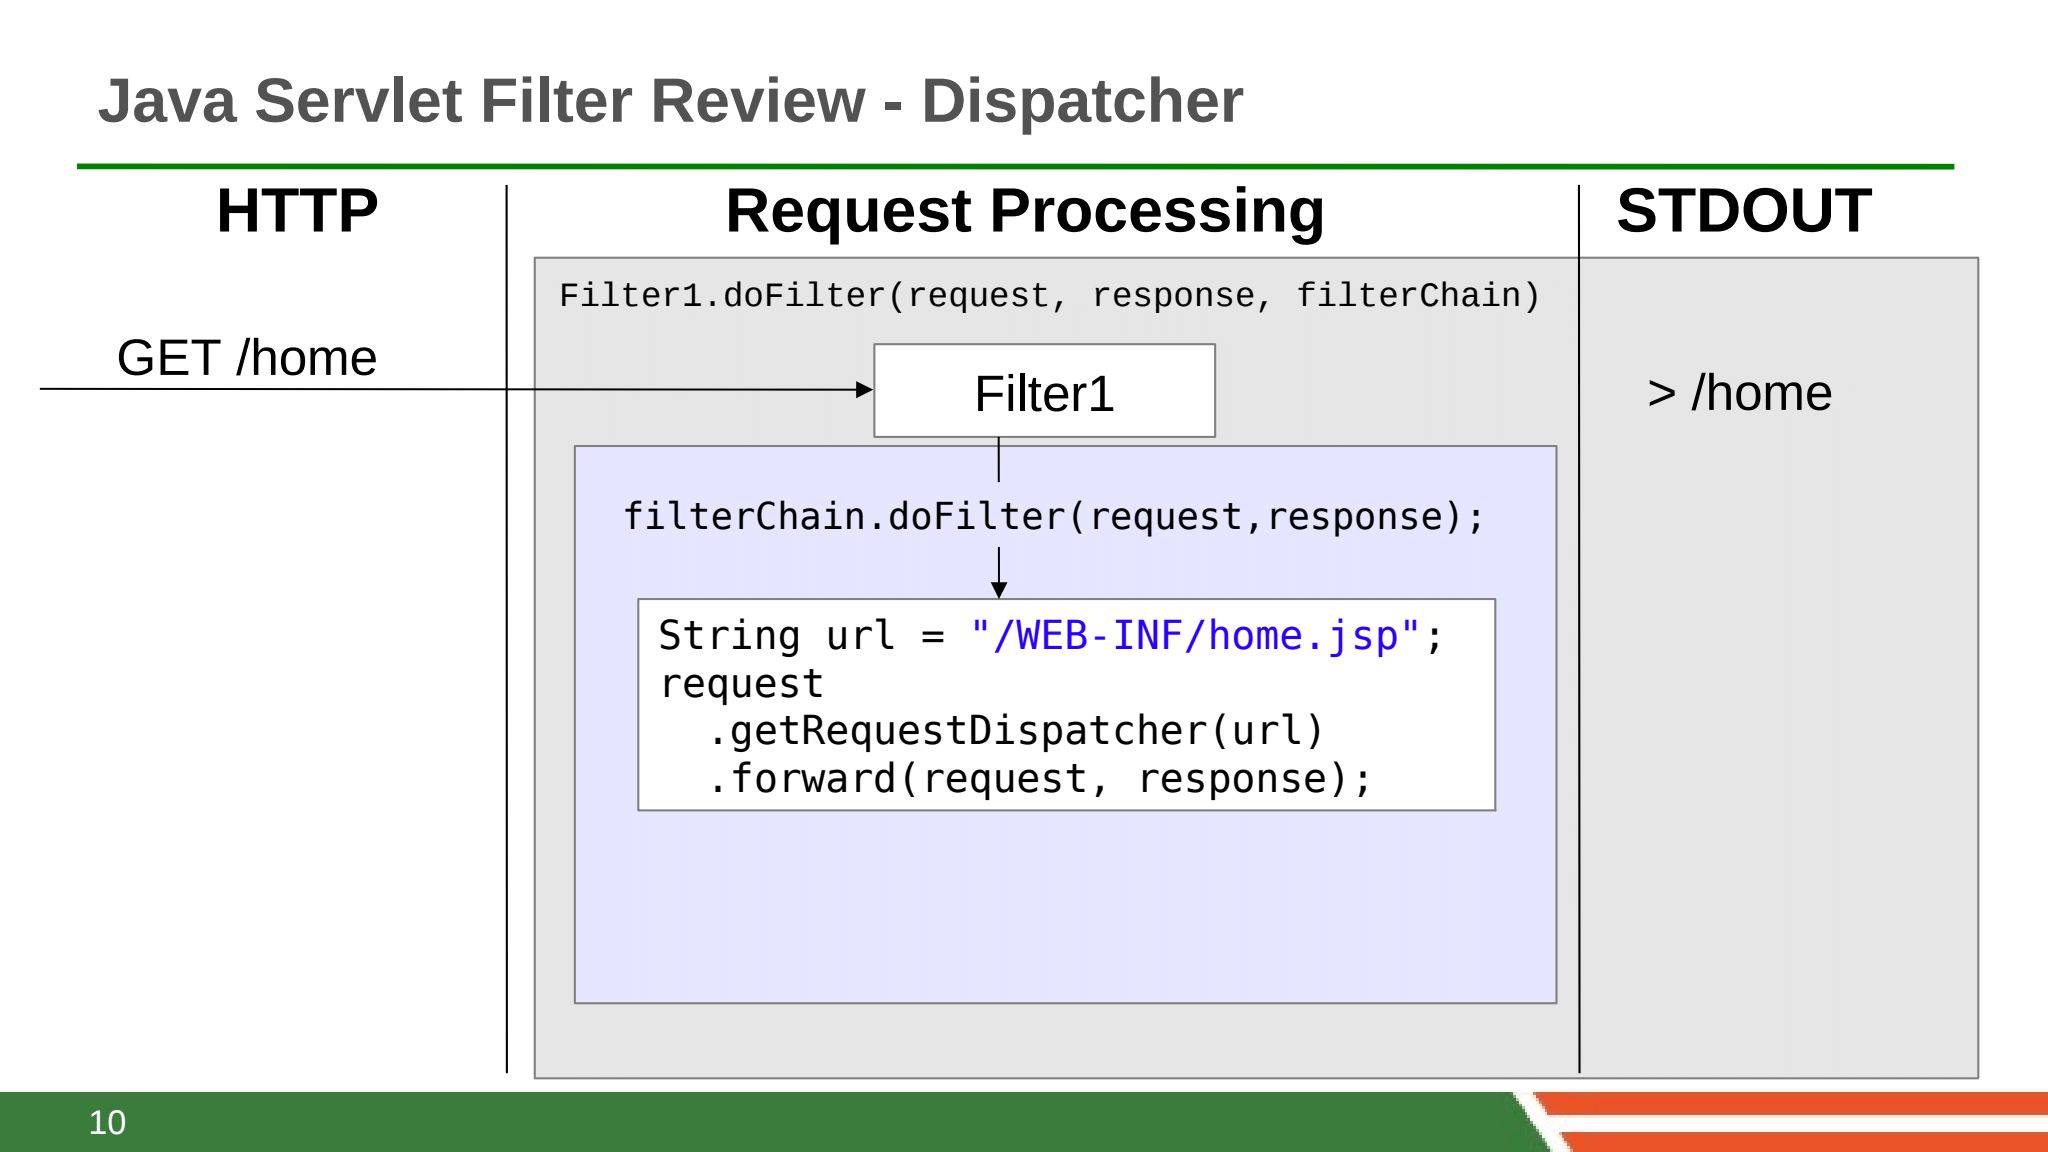 Java Servlet Filter Review - Dispatcher
HTTP
Request Processing
STDOUT
Filter1.doFilter(request, response, filterChain)
GET /home
Filter1
> /home
filterChain.doFilter(request,response);
String url = "/WEB-INF/home.jsp";
request
  .getRequestDispatcher(url)
  .forward(request, response);
10